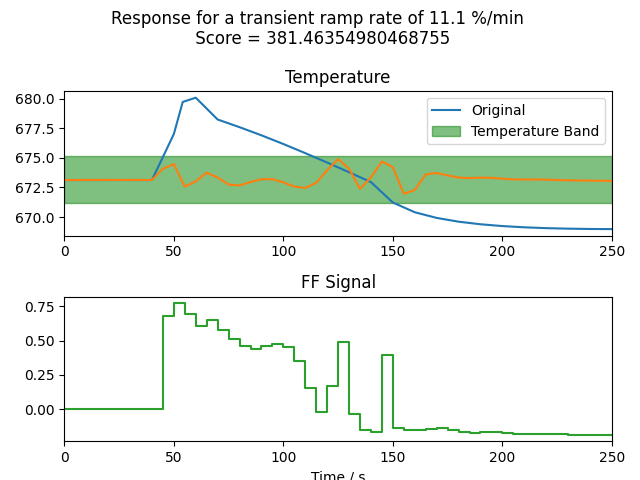 Response for a transient ramp rate of 11.1 %/min
Score = 381.46354980468755
Temperature
680.0
677.5
675.0
672.5
670.0
Original
Temperature Band
0 50 100 150 200 250
FF Signal
0.75
0.50
0.25
0.00
0 50 100 150 200 250
Time / s